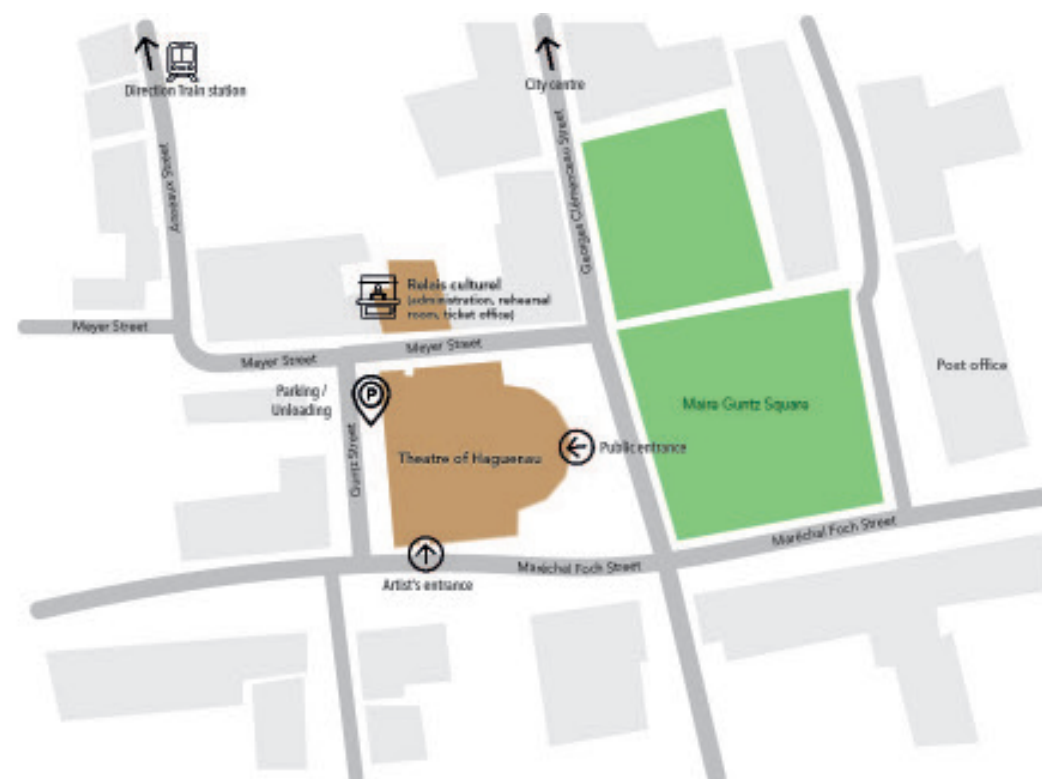 Direction Train station
City centre
Anneaux Street
Georges Clémenceau Street
Relais culturel
(administration, rehearsal
room, ticket office)
Meyer Street
Meyer Street
Meyer Street
Parking /
Unloading
P
Post office
Maire Guntz Square
Public entrance
Theatre of Haguenau
Guntz Street
Maréchal Foch Street
Maréchal Foch Street
Artist's entrance